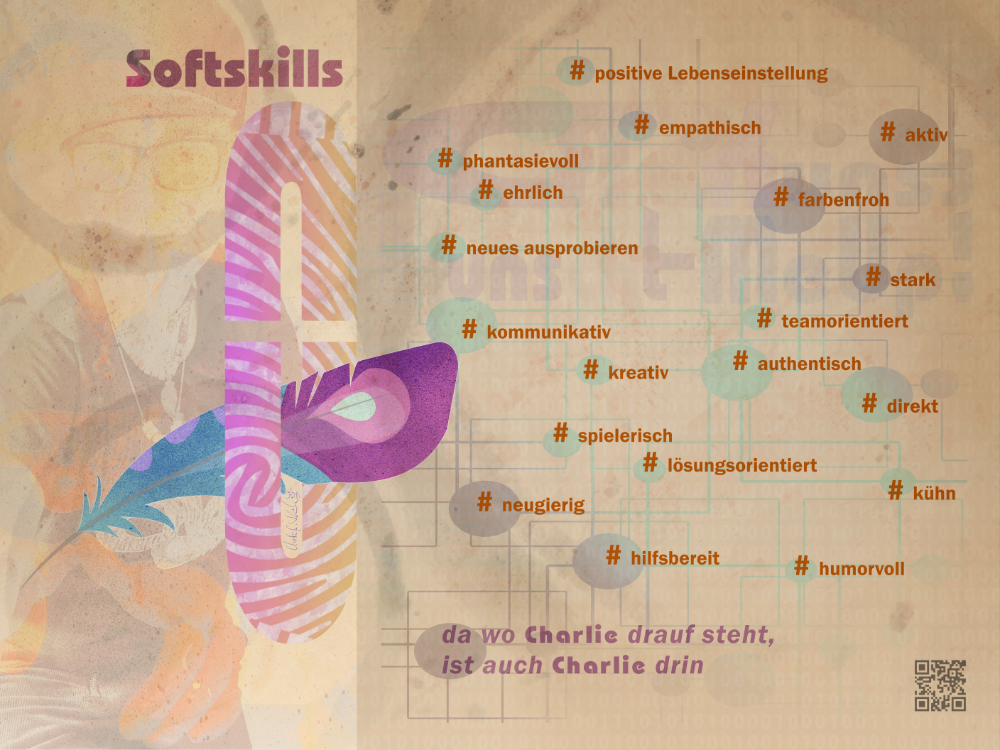 Softskills
# positive Lebenseinstellung
# empathisch
# aktiv
# phantasievoll
# ehrlich
# farbenfroh
# neues ausprobieren
# stark
# teamorientiert
# kommunikativ
# authentisch
# kreativ
# direkt
# spielerisch
# lösungsorientiert
# kühn
# neugierig
# hilfsbereit
# humorvoll
da wo Charlie drauf steht,
ist auch Charlie drin